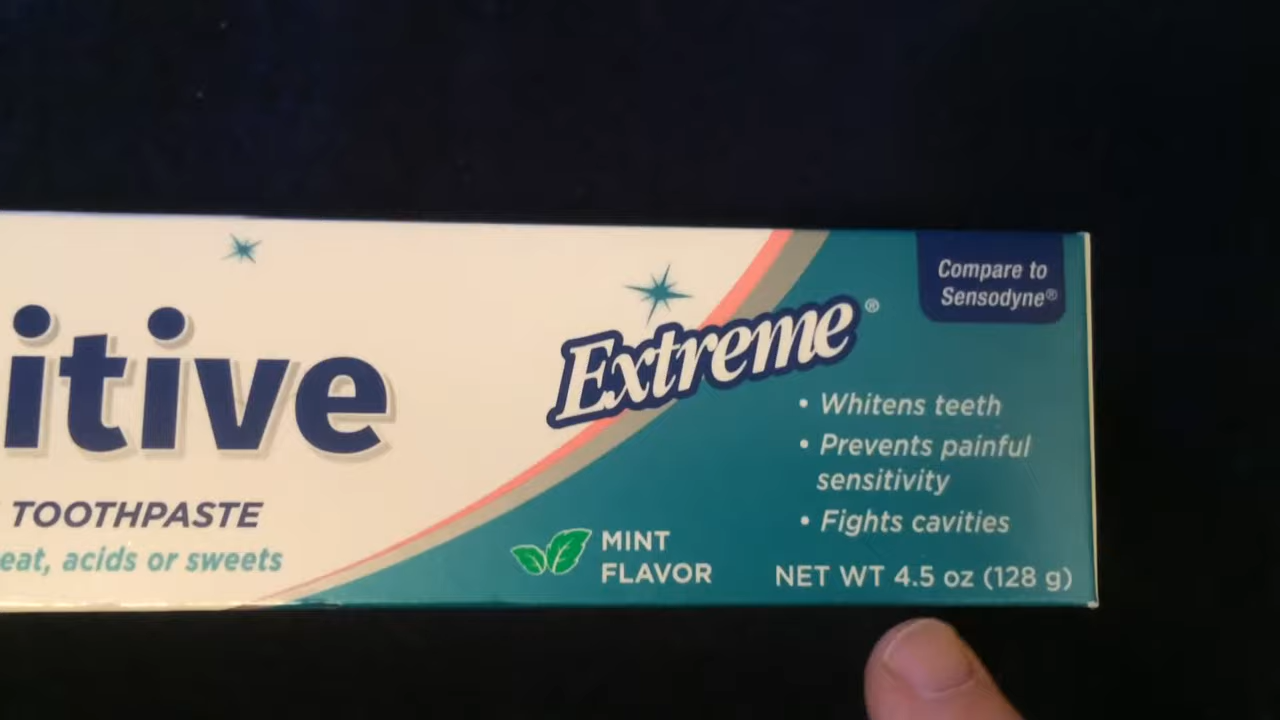 itive
Extreme®
Compare to
Sensodyne®
TOOTHPASTE
eat, acids or sweets
MINT
FLAVOR
• Whitens teeth
• Prevents painful
sensitivity
• Fights cavities
NET WT 4.5 oz (128 g)